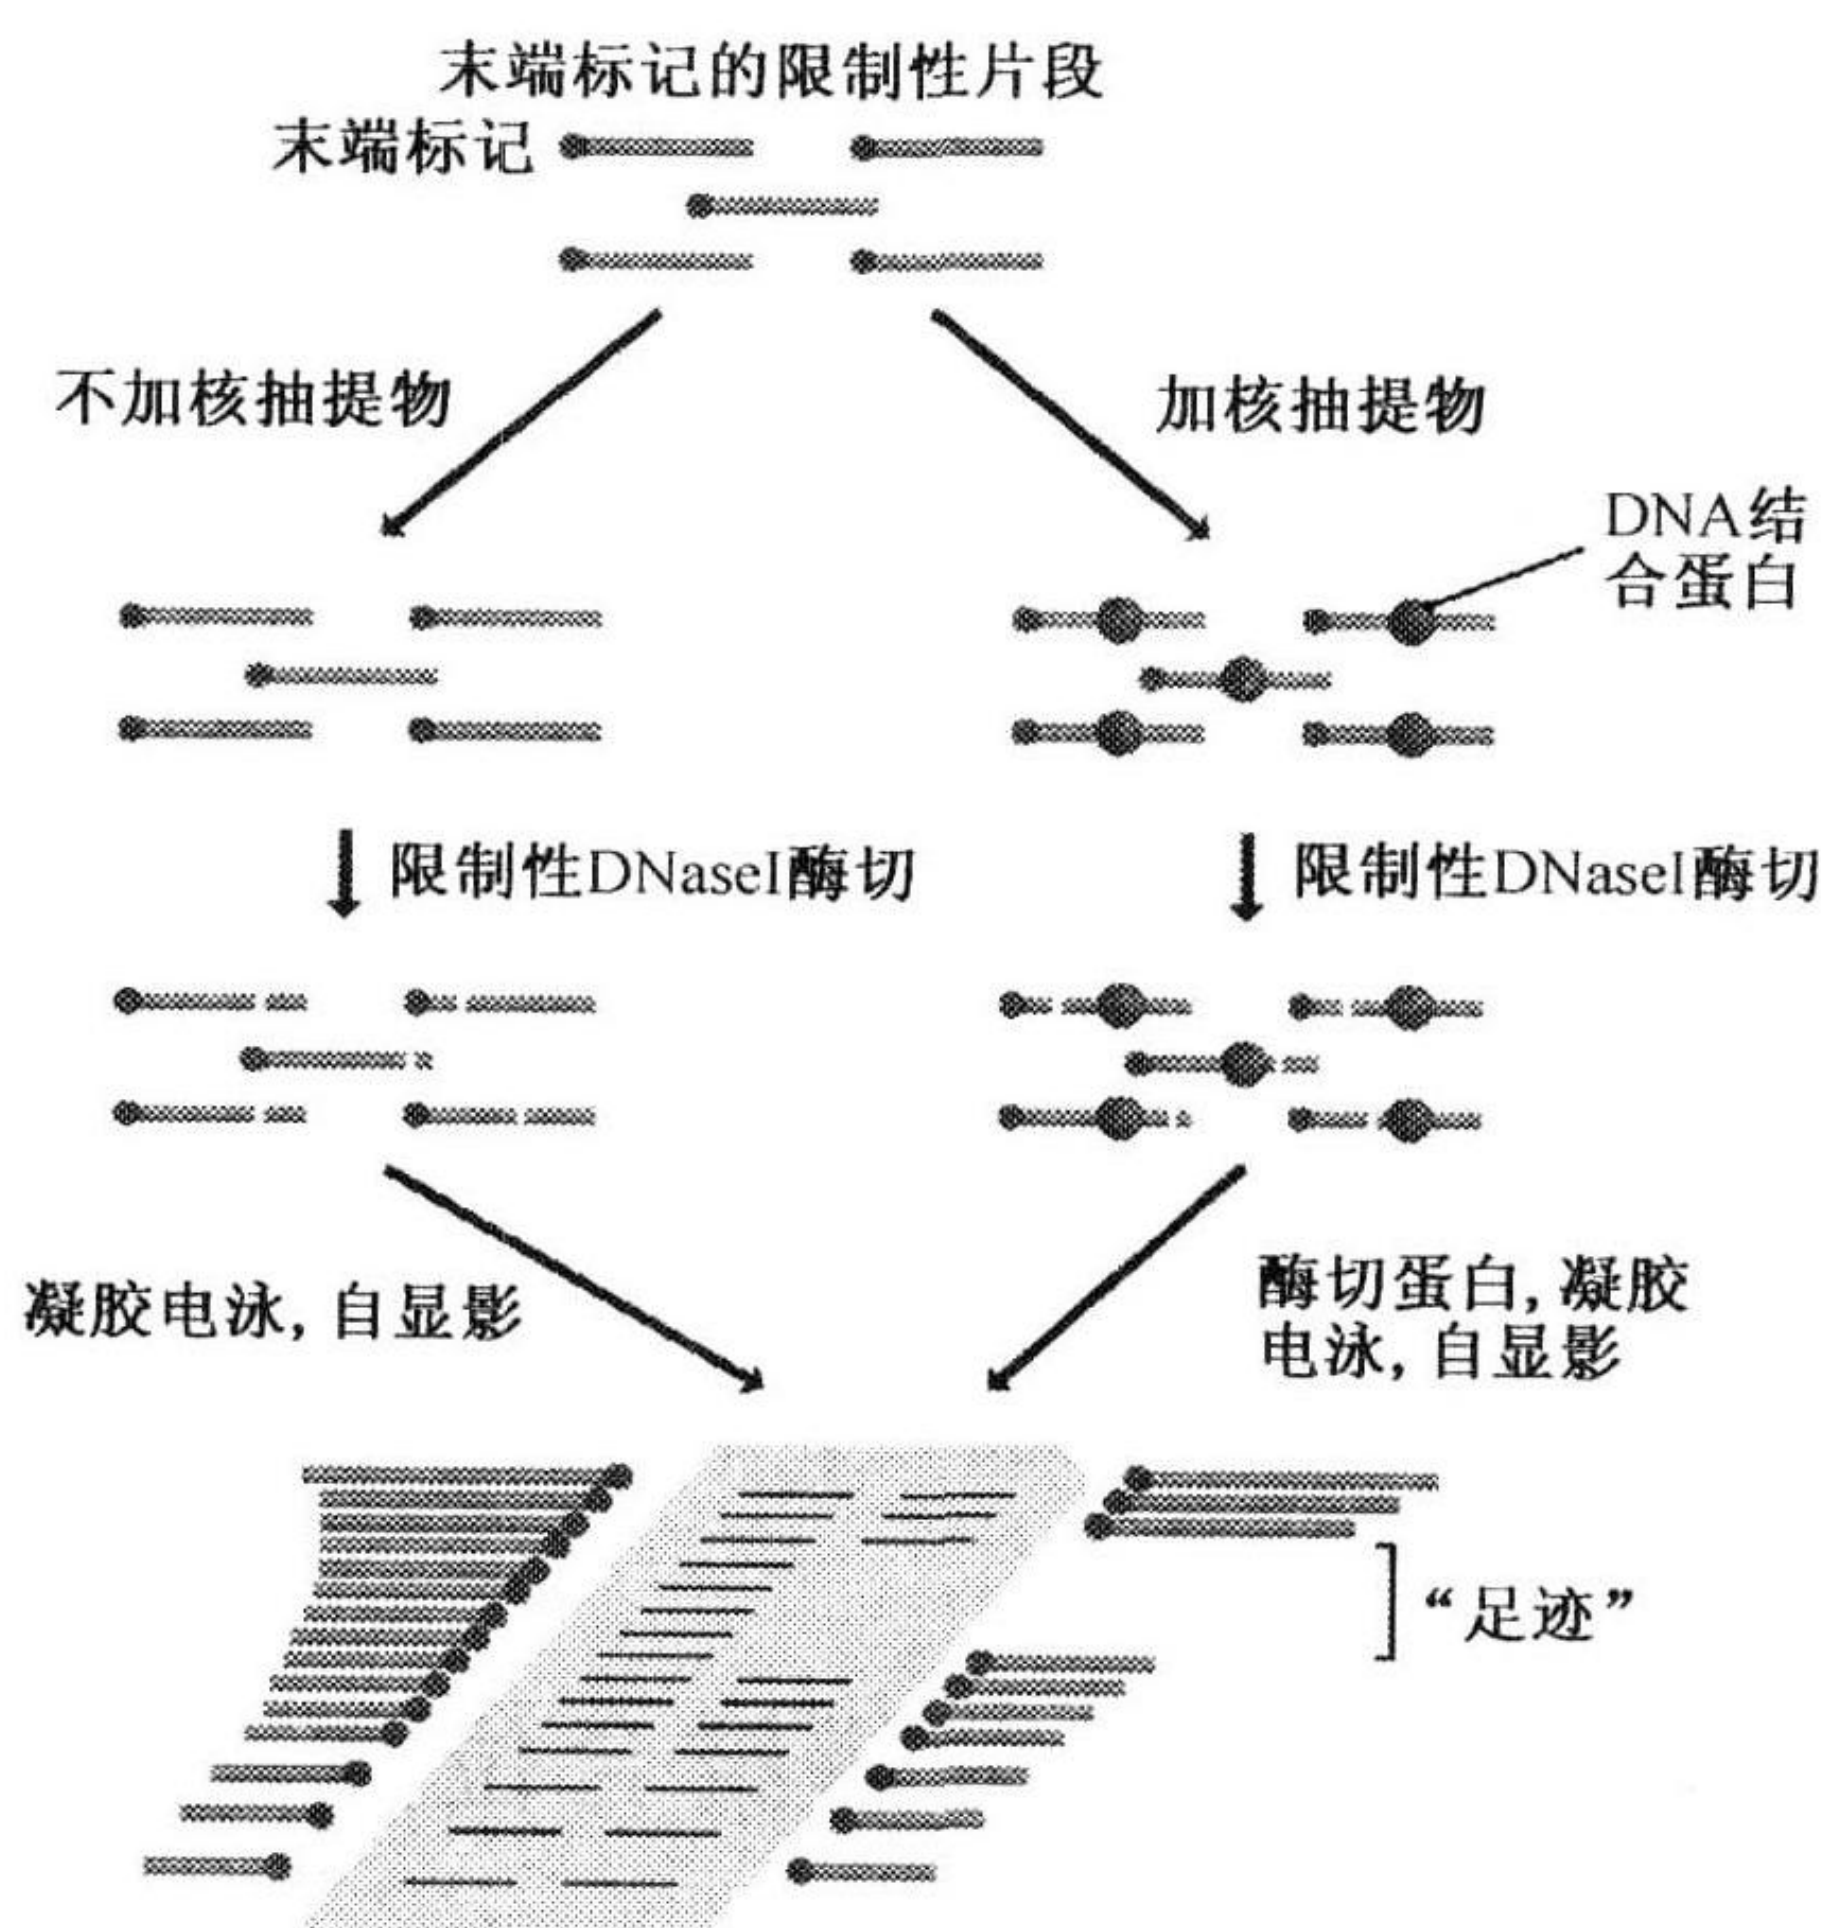 末端标记的限制性片段
末端标记
不加核抽提物
加核抽提物
DNA结
合蛋白
限制性DNaseI酶切
限制性DNaseI酶切
凝胶电泳, 自显影
酶切蛋白, 凝胶
电泳, 自显影
“足迹”